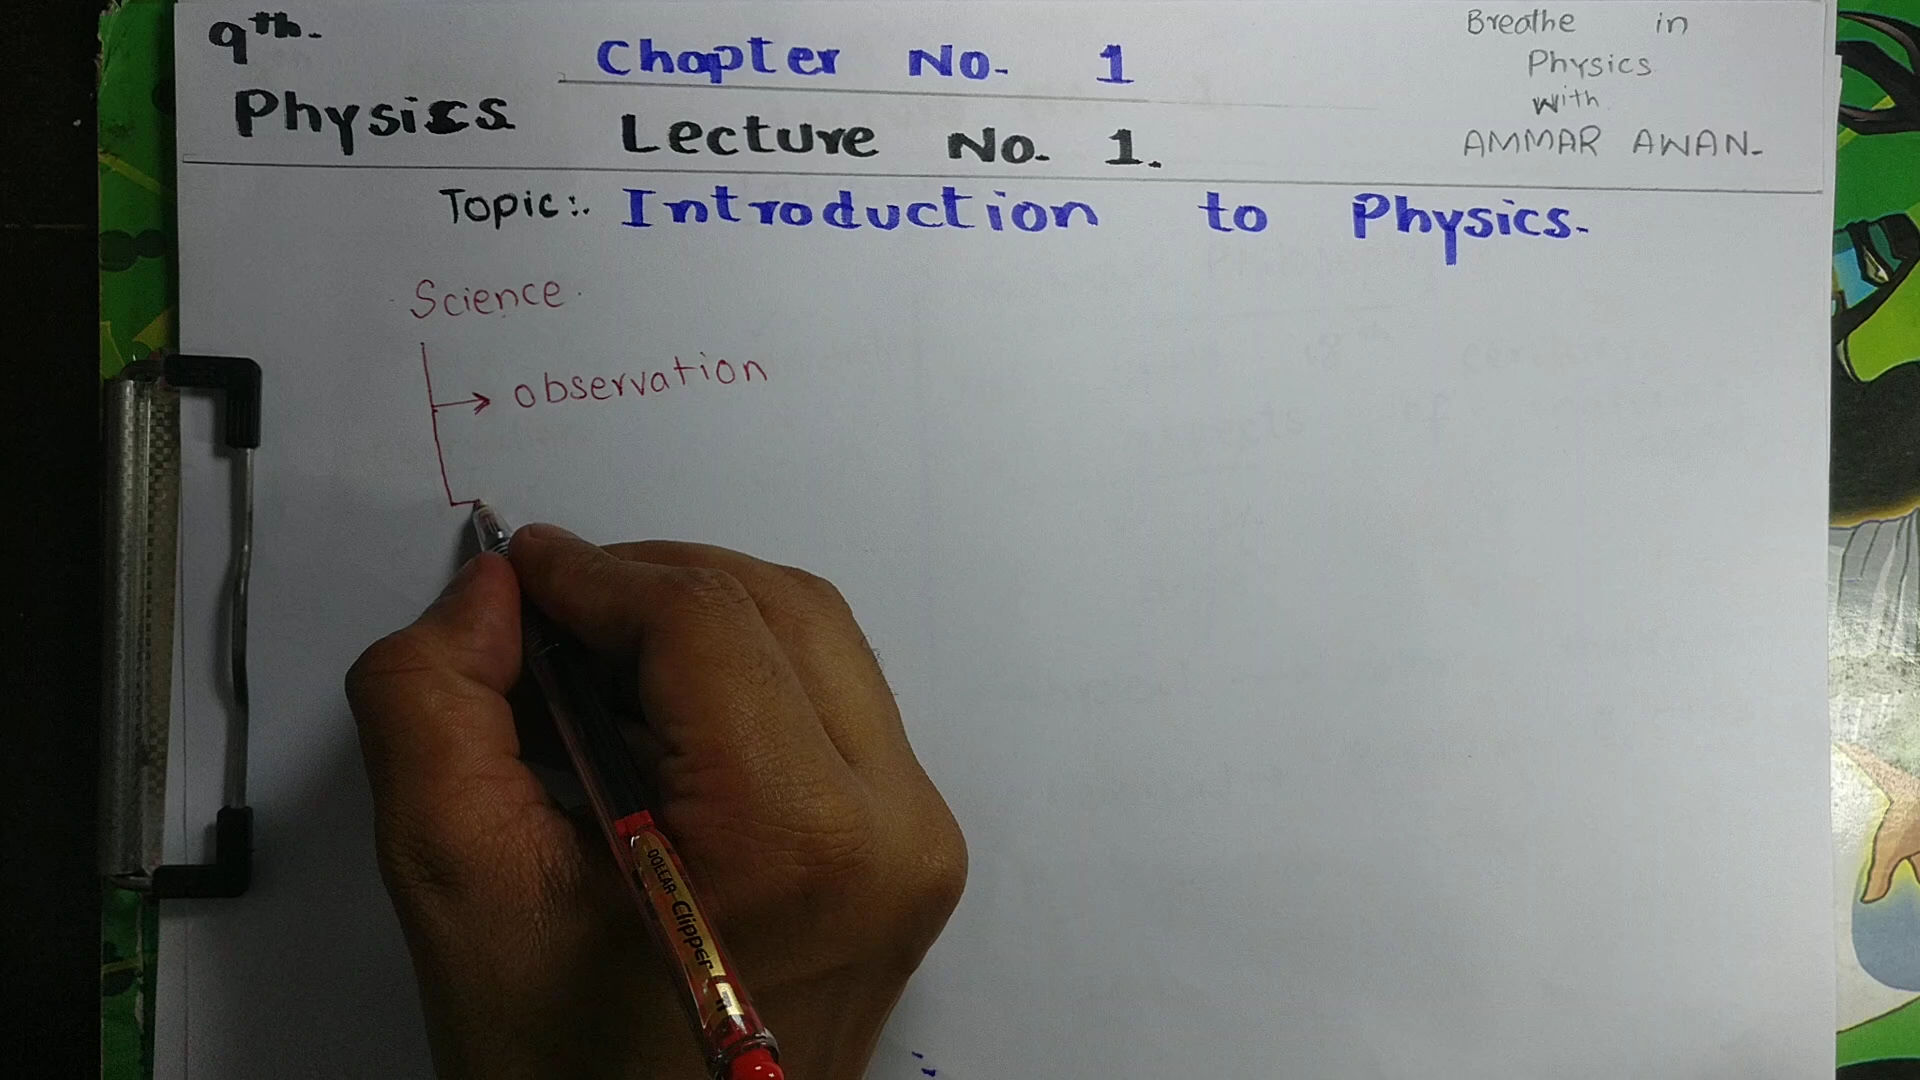 9th.
Physics
Chapter No. 1
Lecture No. 1.
Breathe in
Physics
with
AMMAR AWAN-
Topic:. Introduction to Physics.
Science.
observation
DOLLAR Clipper